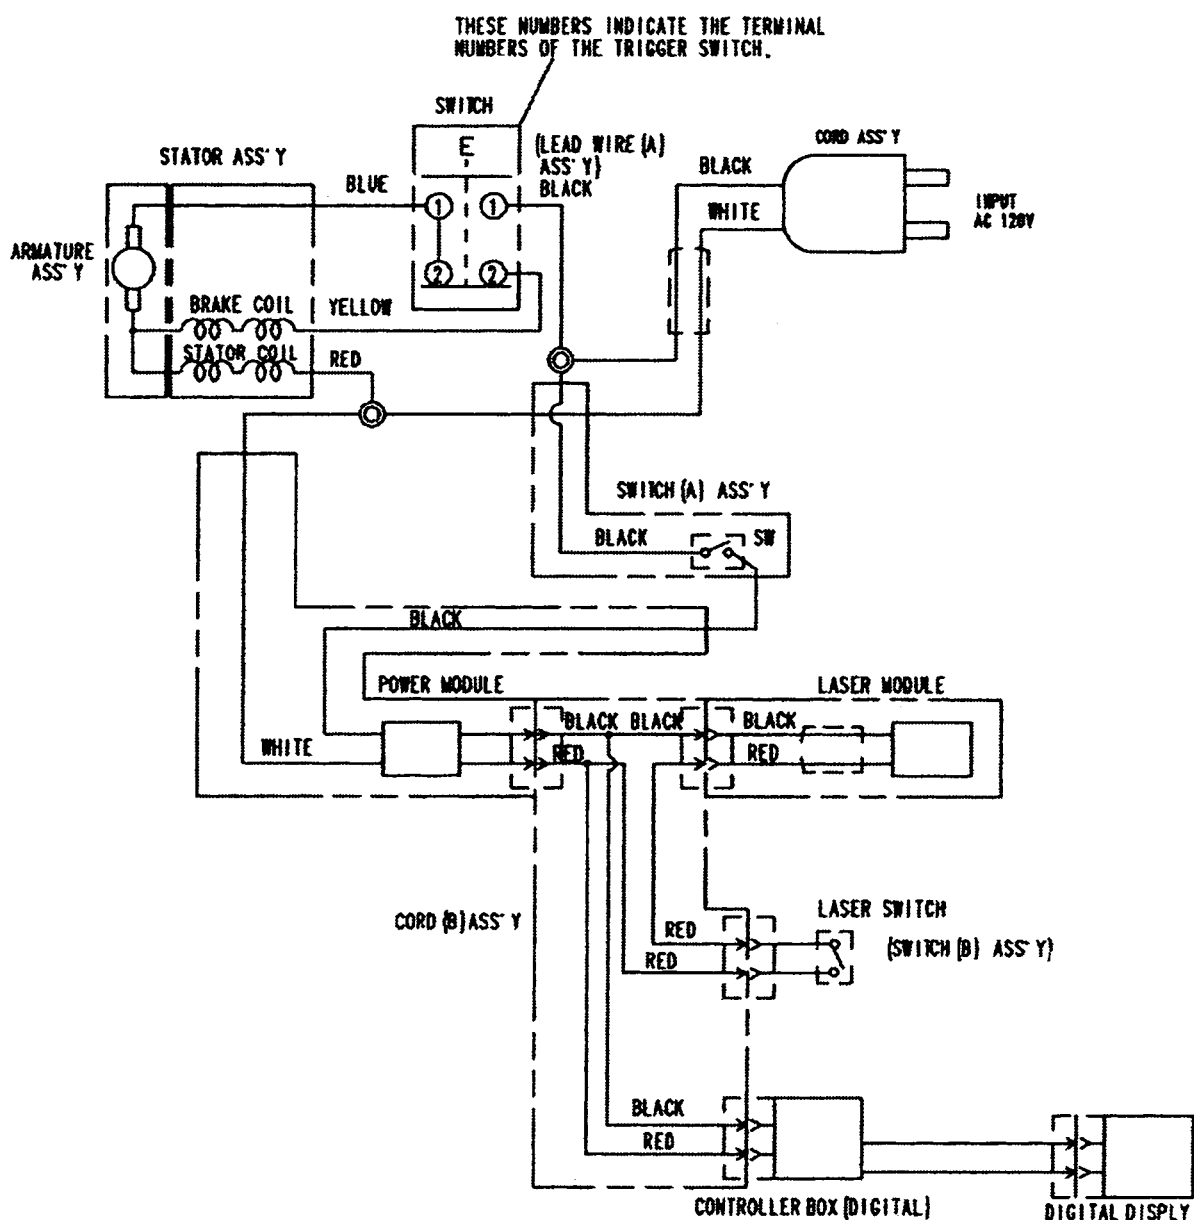 THESE NUMBERS INDICATE THE TERMINAL
NUMBERS OF THE TRIGGER SWITCH.
SWITCH
E
(LEAD WIRE (A)
ASS'Y)
BLACK
CORD ASS'Y
STATOR ASS'Y
BLUE
BLACK
WHITE
INPUT
AC 120V
1
1
2
2
ARMATURE
ASS'Y
BRAKE COIL
YELLOW
STATOR COIL
RED
SWITCH (A) ASS'Y
BLACK
SW
BLACK
POWER MODULE
LASER MODULE
BLACK
BLACK
BLACK
WHITE
RED
RED
CORD (B) ASS'Y
LASER SWITCH
(SWITCH (B) ASS'Y)
RED
RED
BLACK
RED
CONTROLLER BOX (DIGITAL)
DIGITAL DISPLY